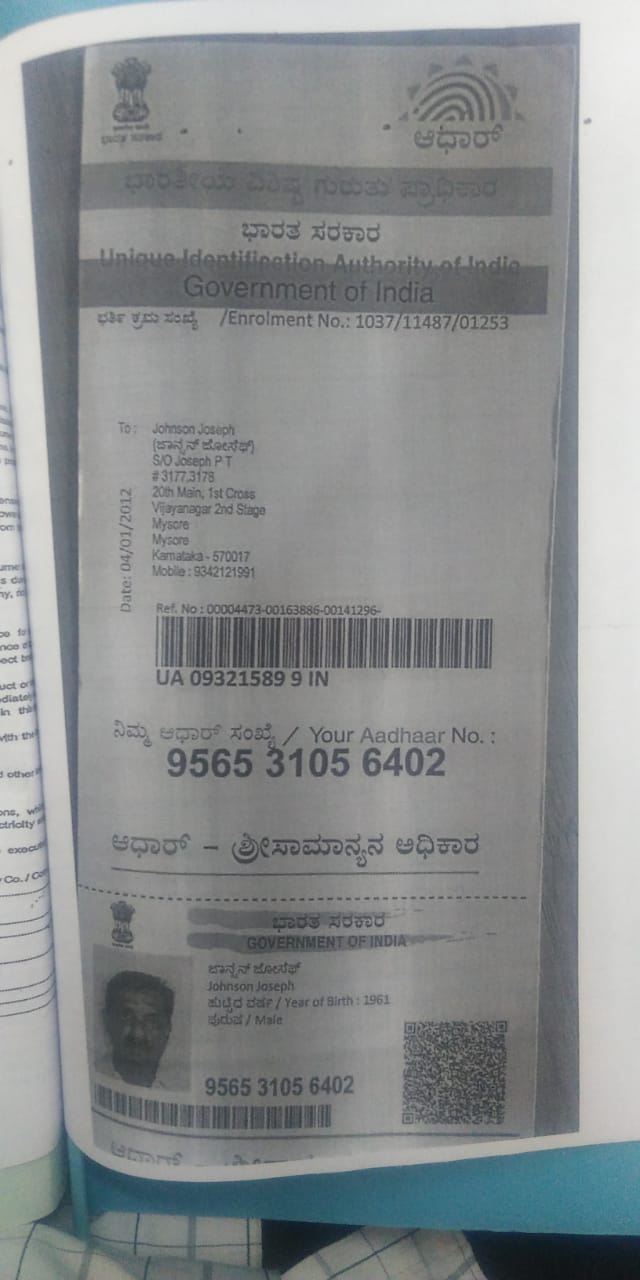 ಭಾರತ ಸರಕಾರ
ಆಧಾರ್
ಭಾರತೀಯ ವಿಶಿಷ್ಟ ಗುರುತು ಪ್ರಾಧಿಕಾರ
ಭಾರತ ಸರಕಾರ
Unique Identification Authority of India
Government of India
ಭರ್ತಿ ಕ್ರಮ ಸಂಖ್ಯೆ /Enrolment No.: 1037/11487/01253
To: Johnson Joseph
(ಜಾನ್ಸನ್ ಜೋಸೆಫ್)
S/O Joseph P T
# 3177,3178
20th Main, 1st Cross
Vijayanagar 2nd Stage
Mysore
Mysore
Karnataka - 570017
Mobile : 9342121991
Date: 04/01/2012
Ref. No : 00004473-00163886-00141296-
UA 09321589 9 IN
ನಿಮ್ಮ ಆಧಾರ್ ಸಂಖ್ಯೆ / Your Aadhaar No. :
9565 3105 6402
ಆಧಾರ್ – ಶ್ರೀಸಾಮಾನ್ಯನ ಅಧಿಕಾರ
ಭಾರತ ಸರಕಾರ
GOVERNMENT OF INDIA
ಜಾನ್ಸನ್ ಜೋಸೆಫ್
Johnson Joseph
ಹುಟ್ಟಿದ ವರ್ಷ / Year of Birth : 1961
ಪುರುಷ / Male
9565 3105 6402